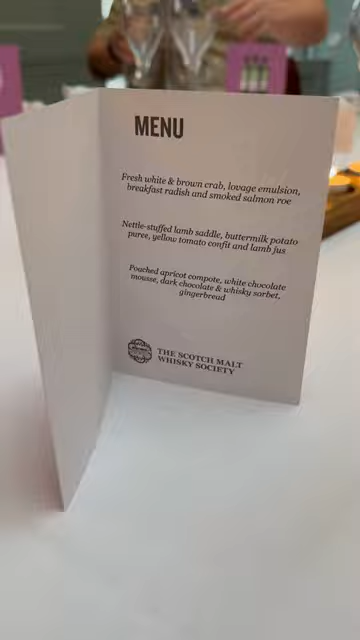 MENU
Fresh white & brown crab, lovage emulsion,
breakfast radish and smoked salmon roe
Nettle-stuffed lamb saddle, buttermilk potato
puree, yellow tomato confit and lamb jus
Poached apricot compote, white chocolate
mousse, dark chocolate & whisky sorbet,
gingerbread
THE SCOTCH MALT
WHISKY SOCIETY